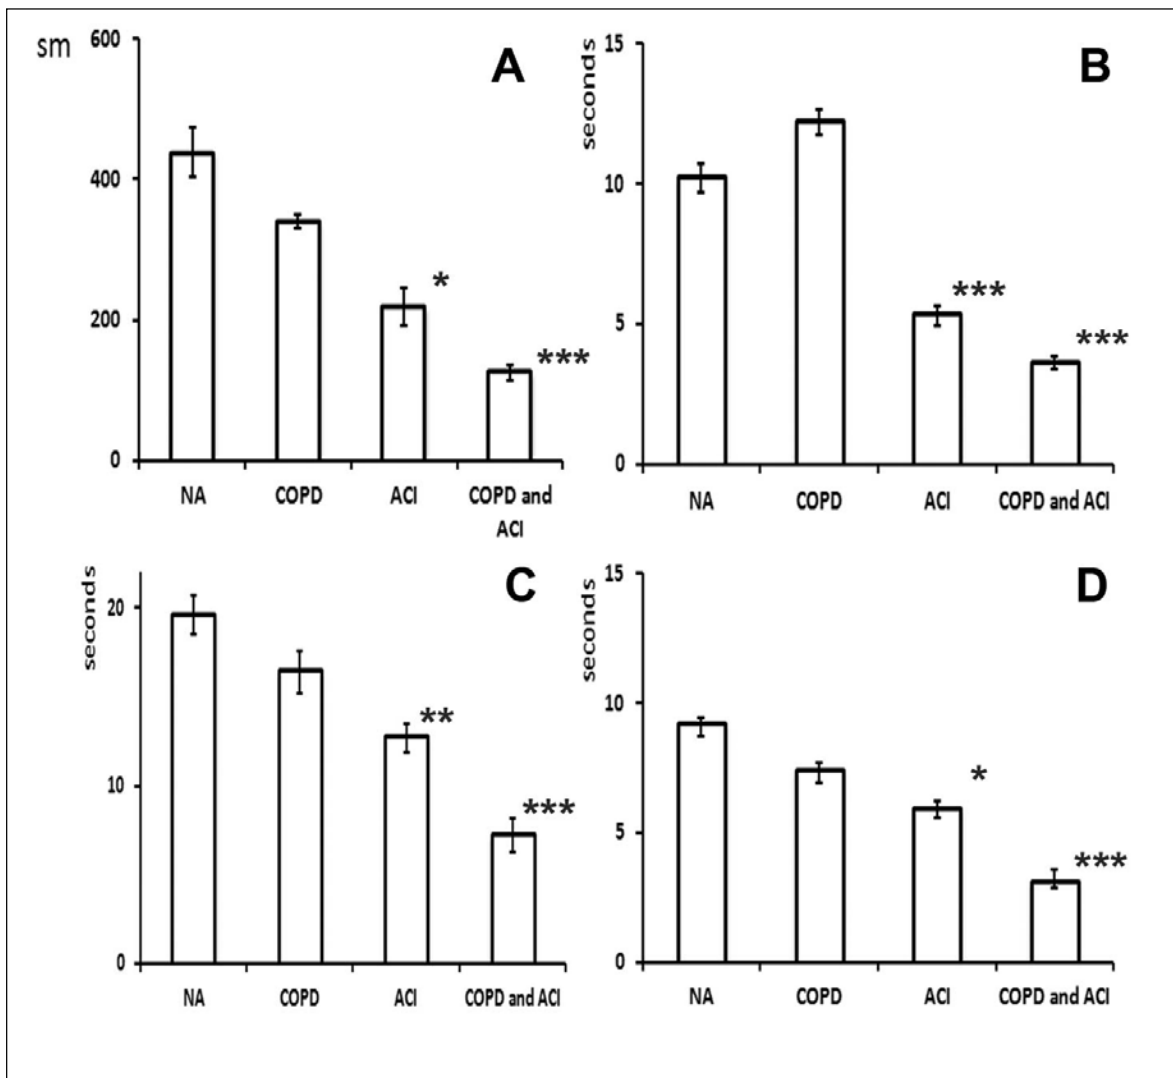 sm
600
400
200
0
A
*
***
NA COPD ACI COPD and
ACI
seconds
15
10
5
0
B
***
***
NA COPD ACI COPD and ACI
seconds
20
10
0
C
**
***
NA COPD ACI COPD and ACI
seconds
15
10
5
0
D
*
***
NA COPD ACI COPD and ACI